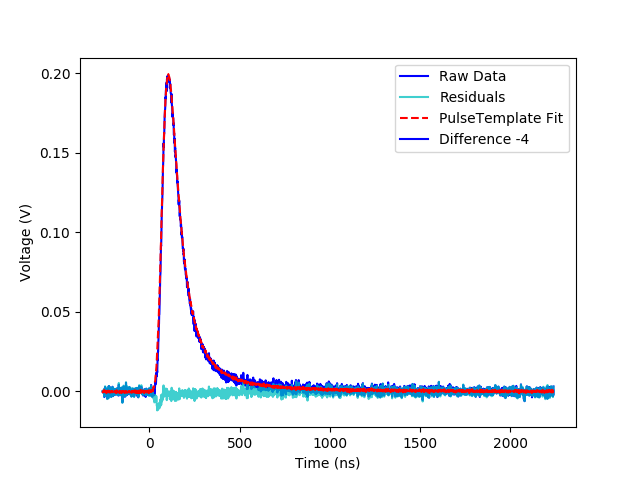 Raw Data
Residuals
PulseTemplate Fit
Difference -4
0.20
0.15
0.10
0.05
0.00
Voltage (V)
0
500
1000
1500
2000
Time (ns)